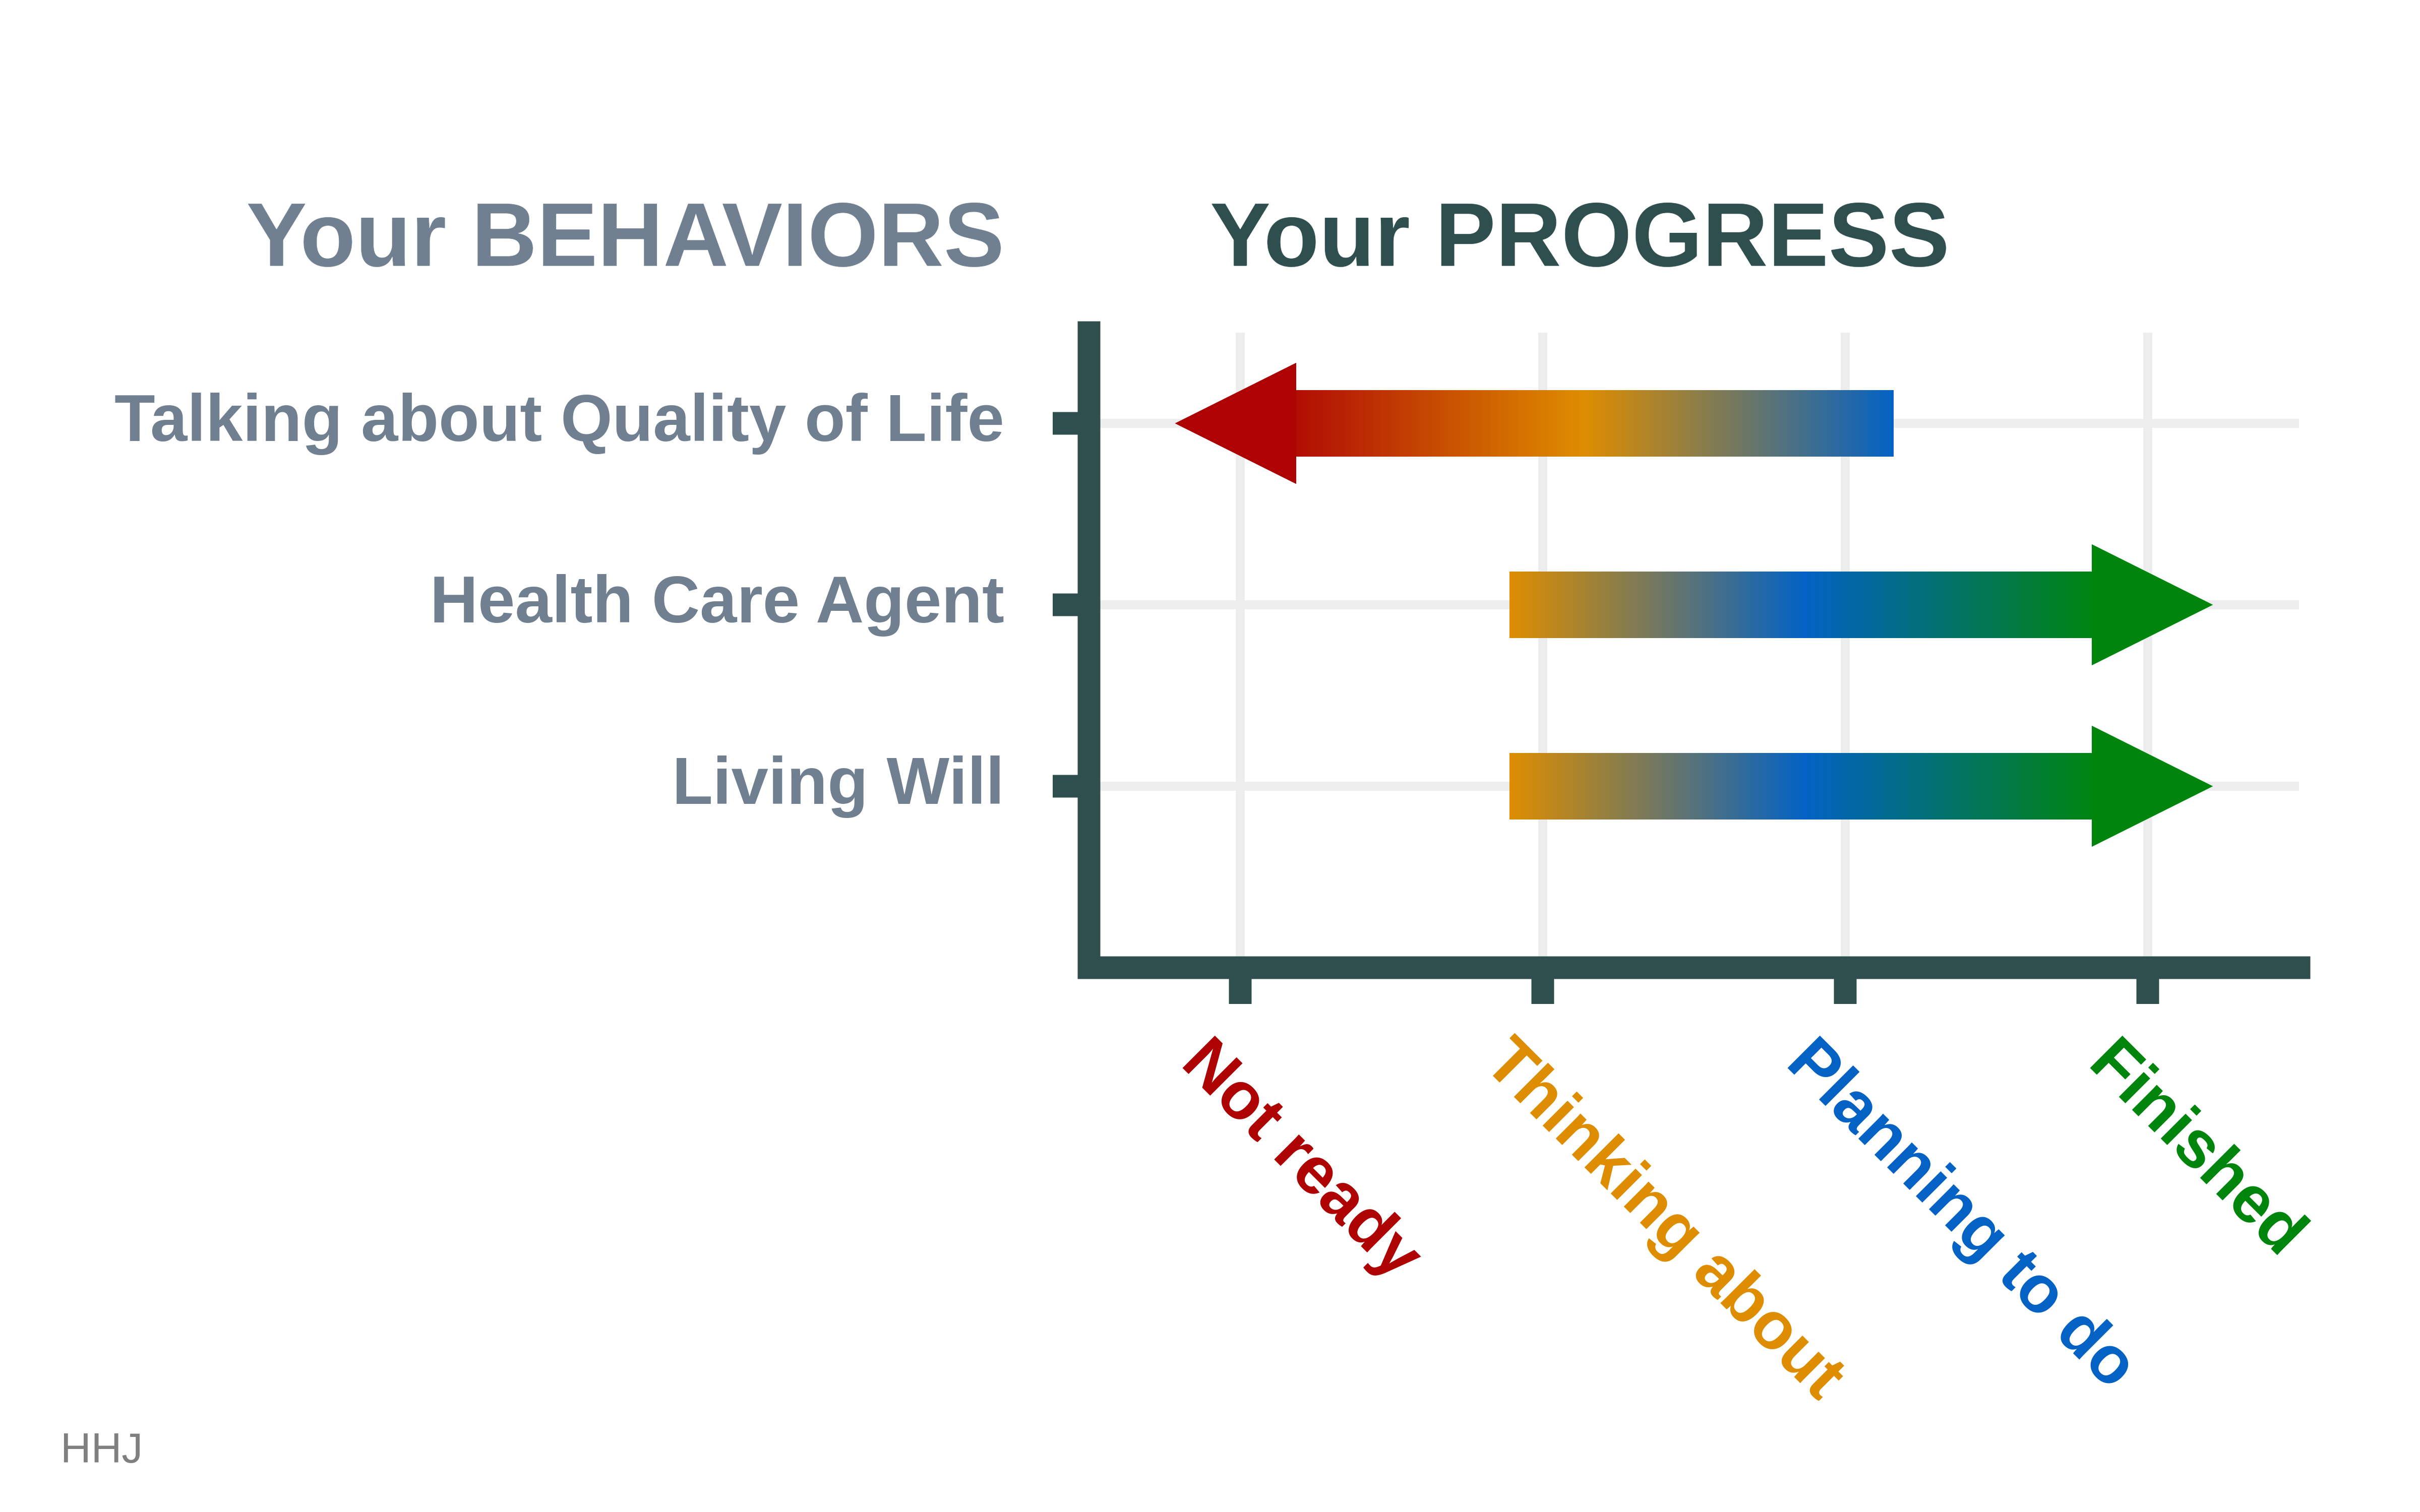 Your BEHAVIORS
Your PROGRESS
Talking about Quality of Life
Health Care Agent
Living Will
Not ready
Thinking about
Planning to do
Finished
HHJ